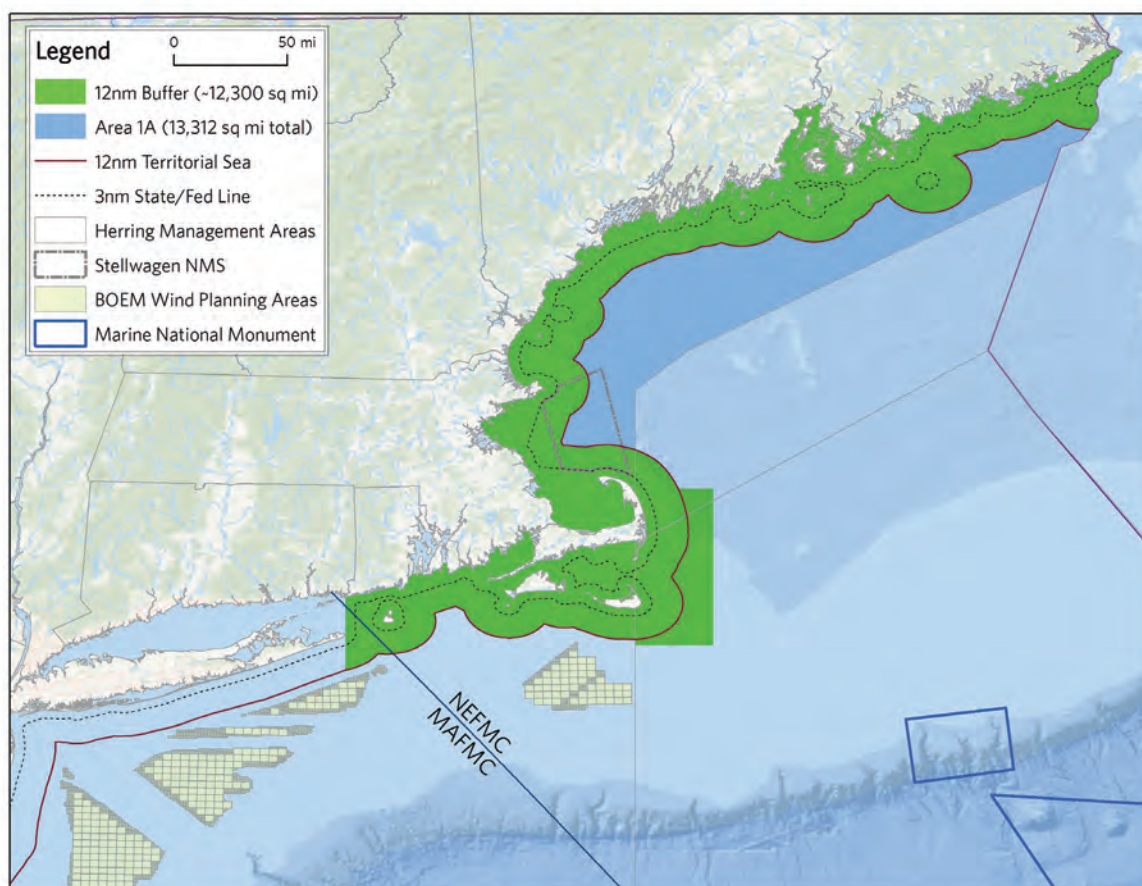 Legend
0 50 mi
12nm Buffer (~12,300 sq mi)
Area 1A (13,312 sq mi total)
12nm Territorial Sea
3nm State/Fed Line
Herring Management Areas
Stellwagen NMS
BOEM Wind Planning Areas
Marine National Monument
NEFMC
MAFMC